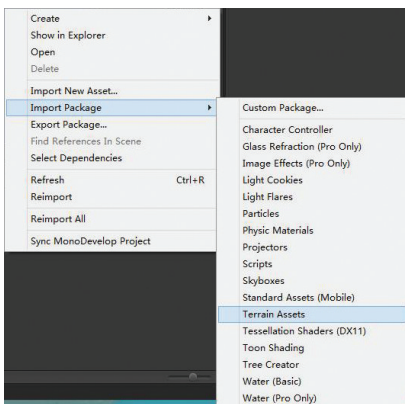 Create
Show in Explorer
Open
Delete
Import New Asset...
Import Package
Export Package...
Find References In Scene
Select Dependencies
Refresh Ctrl+R
Reimport
Reimport All
Sync MonoDevelop Project
Custom Package...
Character Controller
Glass Refraction (Pro Only)
Image Effects (Pro Only)
Light Cookies
Light Flares
Particles
Physic Materials
Projectors
Scripts
Skyboxes
Standard Assets (Mobile)
Terrain Assets
Tessellation Shaders (DX11)
Toon Shading
Tree Creator
Water (Basic)
Water (Pro Only)